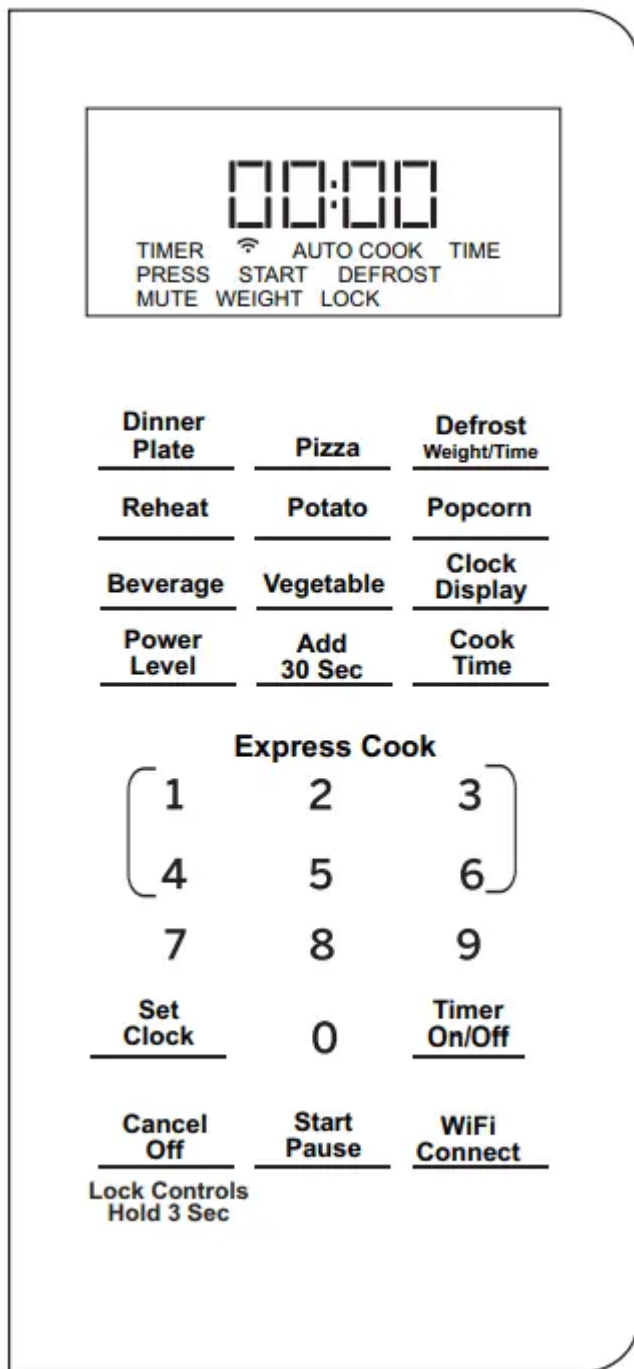 00:00
TIMER AUTO COOK TIME
PRESS START DEFROST
MUTE WEIGHT LOCK
Dinner
Plate
Pizza
Defrost
Weight/Time
Reheat
Potato
Popcorn
Beverage
Vegetable
Clock
Display
Power
Level
Add
30 Sec
Cook
Time
Express Cook
1 2 3
4 5 6
7 8 9
Set
Clock
0
Timer
On/Off
Cancel
Off
Start
Pause
WiFi
Connect
Lock Controls
Hold 3 Sec